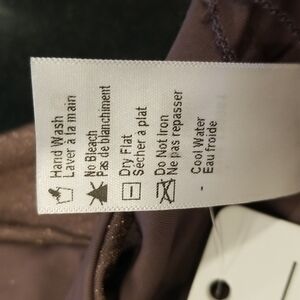 Hand Wash
Laver à la main
No Bleach
Pas de blanchiment
Dry Flat
Sécher à plat
Do Not Iron
Ne pas repasser
- Cool Water
Eau froide